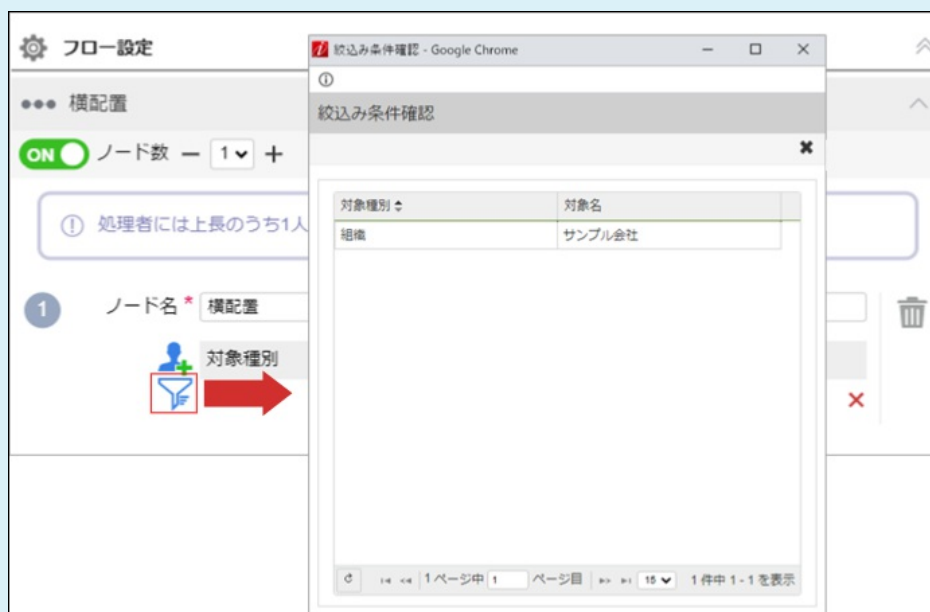 フロー設定
絞込み条件確認 - Google Chrome
横配置
絞込み条件確認
ON ノード数 1
処理者には上長のうち1人
対象種別 対象名
組織 サンプル会社
1 ノード名 * 横配置
対象種別
1 ページ中 1 ページ目 15 1 件中 1 - 1 を表示